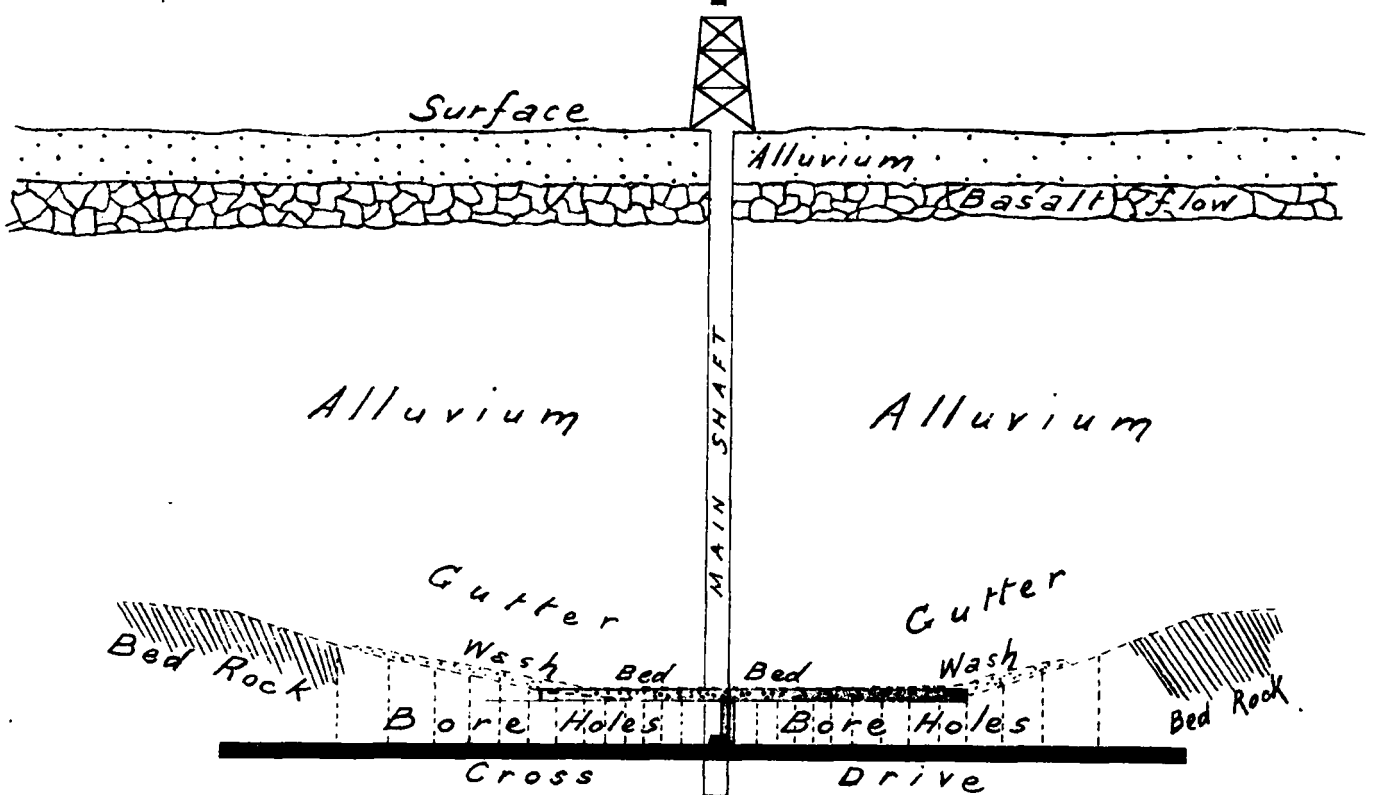 Surface
Alluvium
Basalt flow
Alluvium Alluvium
MAIN SHAFT
Gutter Gutter
Bed Rock Wash Bed Bed Wash Bed Rock.
Bore Holes Bore Holes
Cross Drive